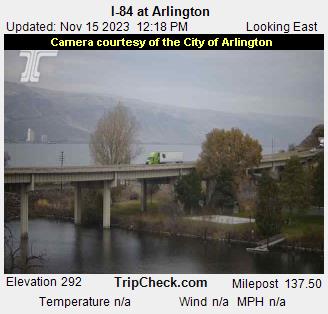 I-84 at Arlington
Updated: Nov 15 2023 12:18 PM Looking East
Camera courtesy of the City of Arlington
Elevation 292 TripCheck.com Milepost 137.50
Temperature n/a Wind n/a MPH n/a